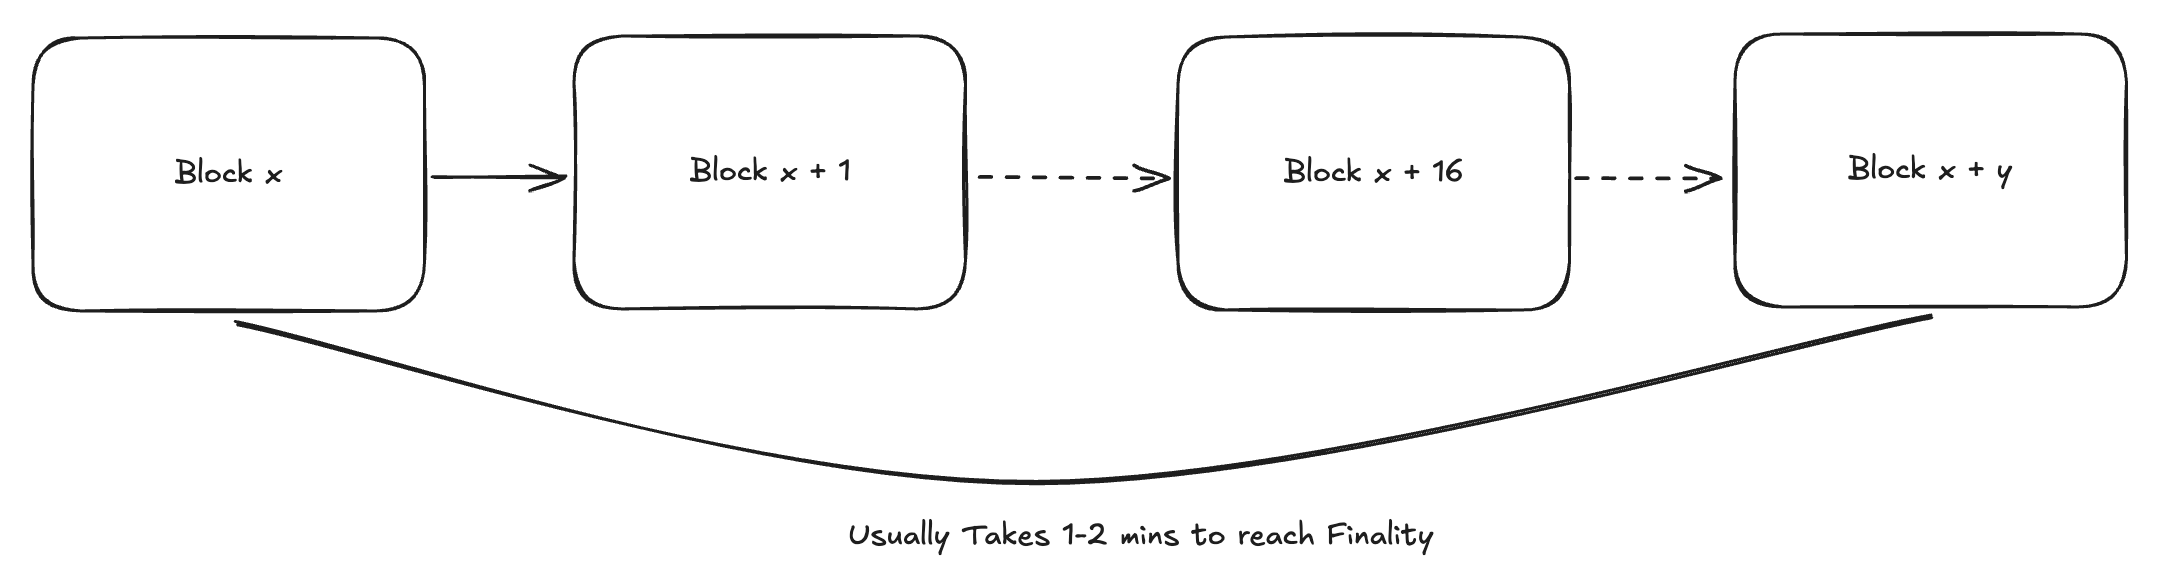 Block x
Block x + 1
Block x + 16
Block x + y
Usually Takes 1-2 mins to reach Finality